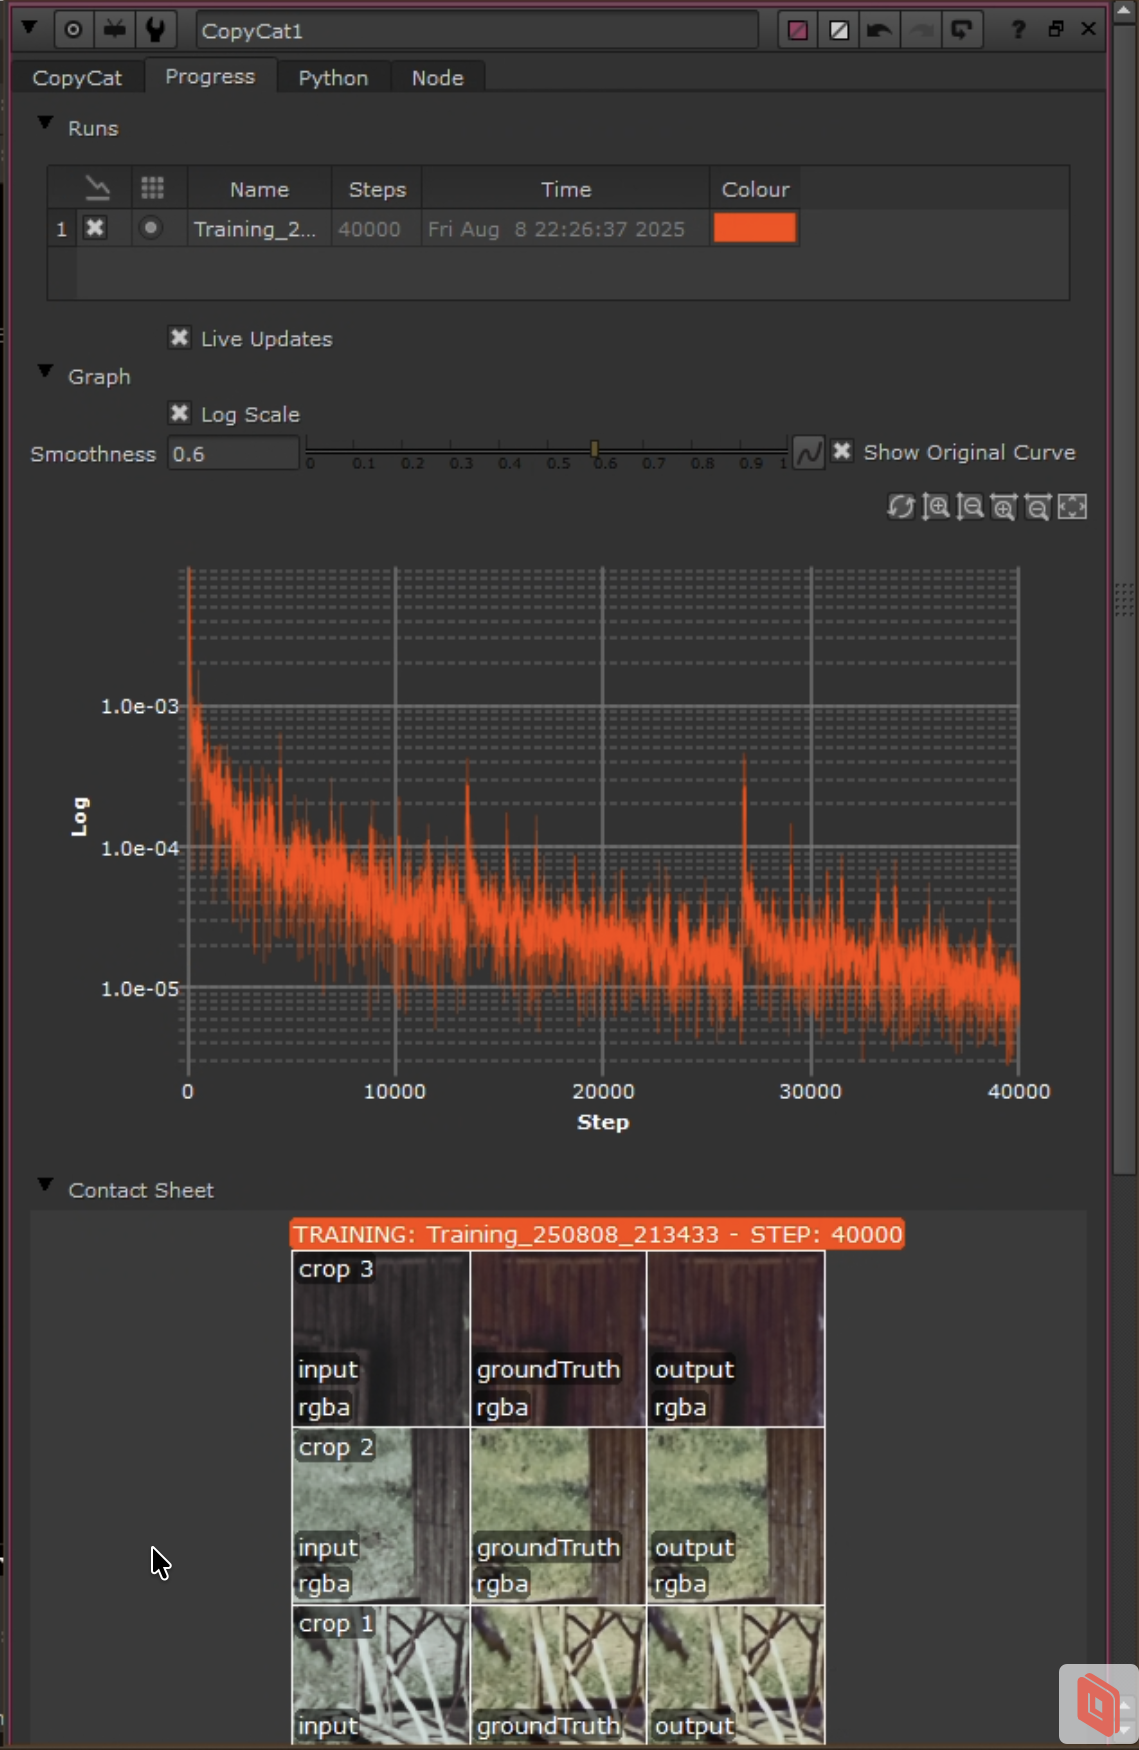 CopyCat1
?
CopyCat Progress Python Node
Runs
Name Steps Time Colour
1 Training_2... 40000 Fri Aug 8 22:26:37 2025
Live Updates
Graph
Log Scale
Smoothness 0.6 0 0.1 0.2 0.3 0.4 0.5 0.6 0.7 0.8 0.9 1 Show Original Curve
1.0e-03
Log
1.0e-04
1.0e-05
0 10000 20000 30000 40000
Step
Contact Sheet
TRAINING: Training_250808_213433 - STEP: 40000
crop 3
input groundTruth output
rgba rgba rgba
crop 2
input groundTruth output
rgba rgba rgba
crop 1
input groundTruth output